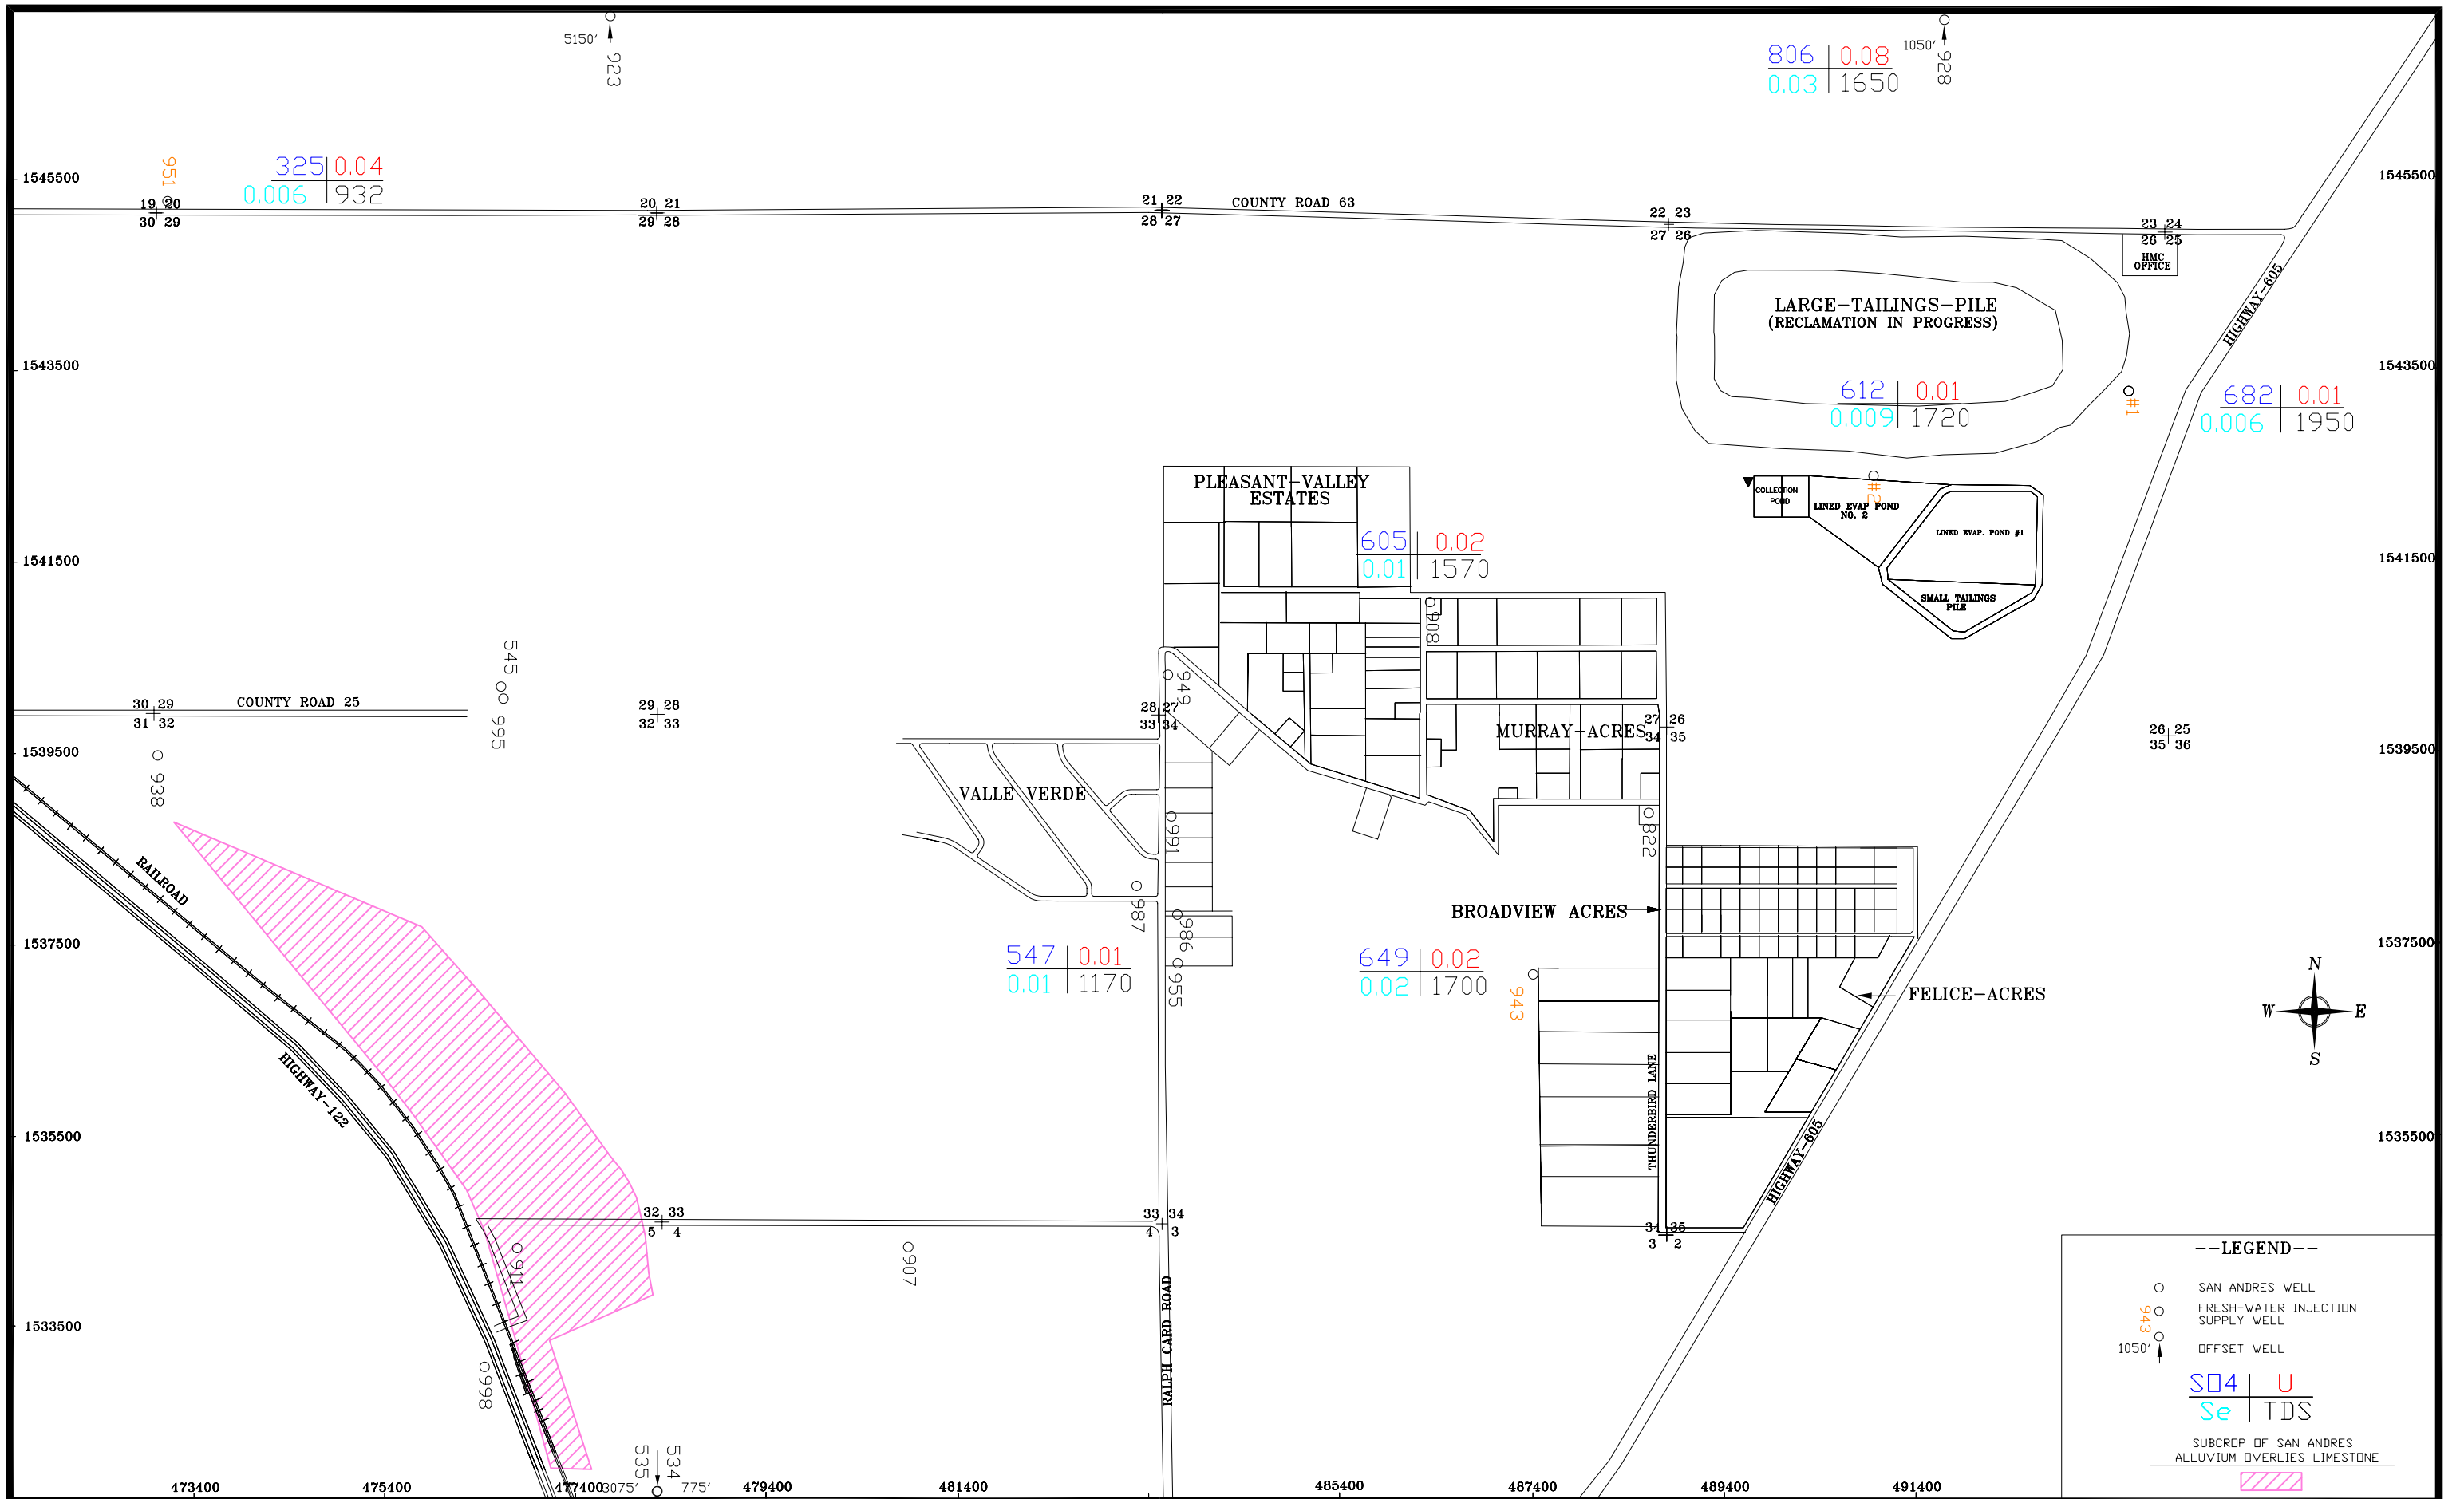 5150'
923
1050'
928
806 0.08
0.03 1650
951
325 0.04
0.006 932
1545500
1545500
19 20
30 29
20 21
29 28
21 22
28 27
COUNTY ROAD 63
22 23
27 26
23 24
26 25
HMC
OFFICE
HIGHWAY-605
LARGE-TAILINGS-PILE
(RECLAMATION IN PROGRESS)
1543500
1543500
612 0.01
0.009 1720
#1
682 0.01
0.006 1950
PLEASANT-VALLEY
ESTATES
#2
COLLECTION
POND
LINED EVAP POND
NO. 2
LINED EVAP. POND #1
SMALL TAILINGS
PILE
605 0.02
0.01 1570
1541500
1541500
908
545
995
949
COUNTY ROAD 25
30 29
31 32
29 28
32 33
28 27
33 34
27 26
34 35
26 25
35 36
MURRAY-ACRES
1539500
1539500
938
VALLE VERDE
991
822
RAILROAD
987
986
BROADVIEW ACRES
1537500
1537500
547 0.01
0.01 1170
955
649 0.02
0.02 1700
943
FELICE-ACRES
N
W E
S
HIGHWAY-122
THUNDERBIRD LANE
HIGHWAY-605
1535500
1535500
32 33
5 4
33 34
4 3
34 35
3 2
911
907
RALPH CARD ROAD
1533500
998
535
534
3075'
775'
473400
475400
477400
479400
481400
485400
487400
489400
491400
--LEGEND--
SAN ANDRES WELL
943
FRESH-WATER INJECTION
SUPPLY WELL
1050'
OFFSET WELL
SO4 U
Se TDS
SUBCROP OF SAN ANDRES
ALLUVIUM OVERLIES LIMESTONE